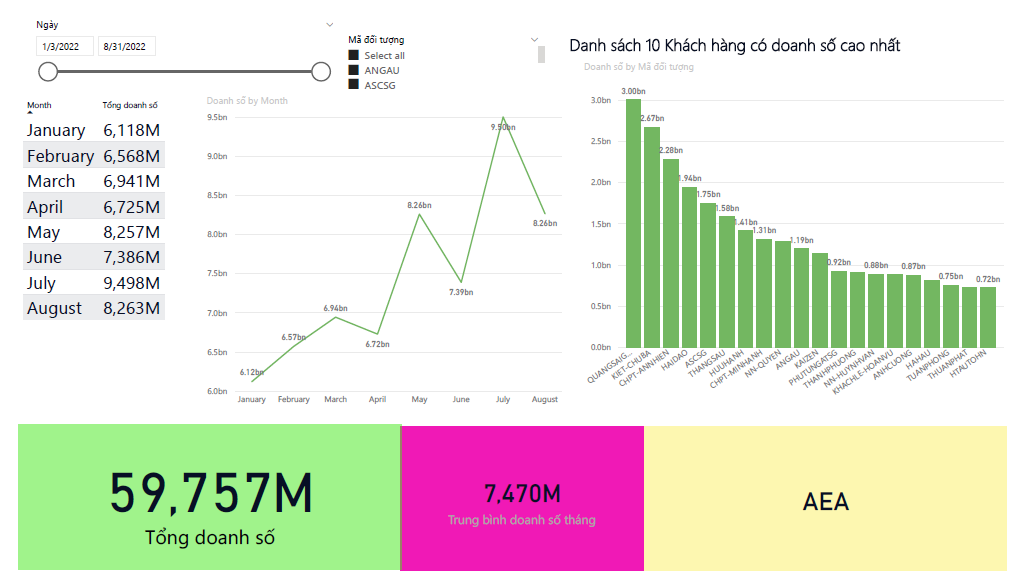 Ngày
1/3/2022 8/31/2022
Mã đối tượng
Select all
ANGAU
ASCSG
Month Tổng doanh số
January 6,118M
February 6,568M
March 6,941M
April 6,725M
May 8,257M
June 7,386M
July 9,498M
August 8,263M
Doanh số by Month
9.5bn
9.0bn
8.5bn
8.0bn
7.5bn
7.0bn
6.5bn
6.0bn
6.12bn
6.57bn
6.94bn
6.72bn
8.26bn
7.39bn
9.50bn
8.26bn
January February March April May June July August
Danh sách 10 Khách hàng có doanh số cao nhất
Doanh số by Mã đối tượng
3.0bn
2.5bn
2.0bn
1.5bn
1.0bn
0.5bn
0.0bn
3.00bn
2.67bn
2.28bn
1.94bn
1.75bn
1.58bn
1.41bn
1.31bn
1.19bn
0.92bn
0.88bn
0.87bn
0.75bn
0.72bn
QUANGSAIG...
KIET-CHUBA
CHPT-ANNHIEN
HAIDAO
ASCSG
THANGSAU
HUUHANH
CHPT-MINHANH
NN-QUYEN
ANGAU
KAIZEN
PHUTUNGATSG
THANHPHUONG
NN-HUYNHVAN
KHACHLE-HOANVU
ANHCUONG
HAHAU
TUANPHONG
THUANPHAT
HTAUTOHN
59,757M
Tổng doanh số
7,470M
Trung bình doanh số tháng
AEA